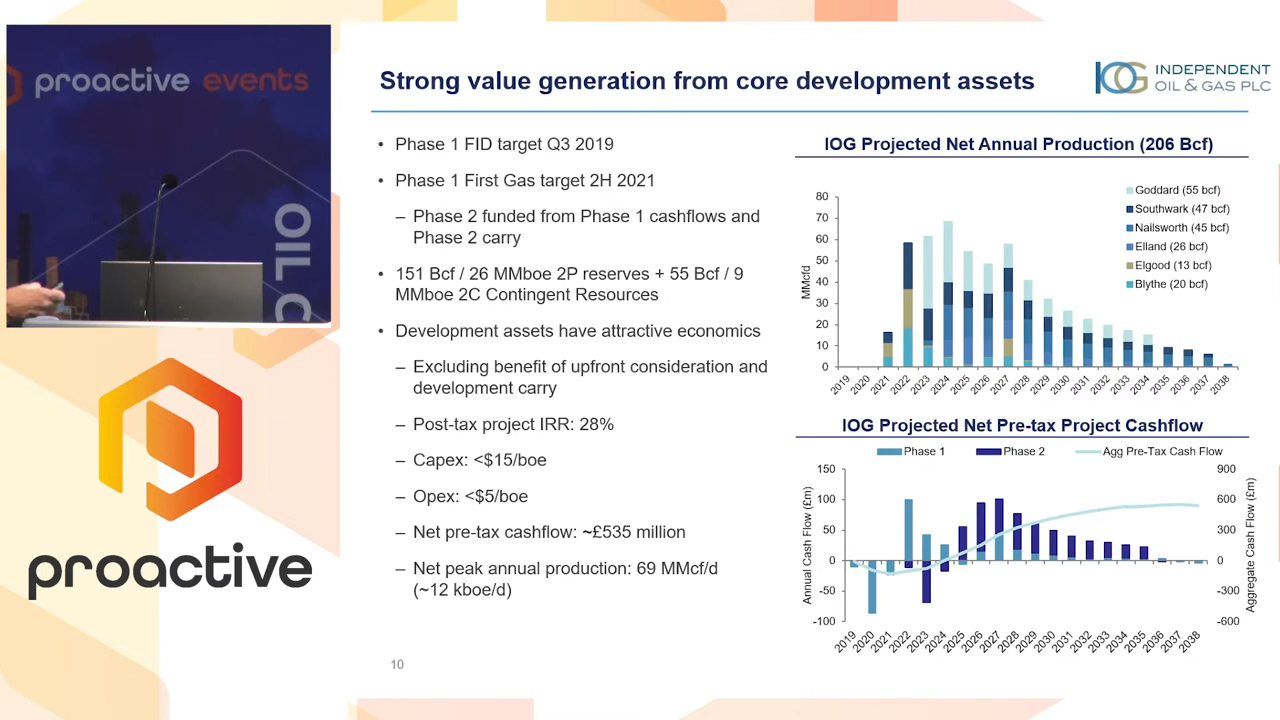 proactive events
OIL
proactive
Strong value generation from core development assets
INDEPENDENT
OIL & GAS PLC
• Phase 1 FID target Q3 2019
• Phase 1 First Gas target 2H 2021
– Phase 2 funded from Phase 1 cashflows and
Phase 2 carry
• 151 Bcf / 26 MMboe 2P reserves + 55 Bcf / 9
MMboe 2C Contingent Resources
• Development assets have attractive economics
– Excluding benefit of upfront consideration and
development carry
– Post-tax project IRR: 28%
– Capex: <$15/boe
– Opex: <$5/boe
– Net pre-tax cashflow: ~£535 million
– Net peak annual production: 69 MMcf/d
(~12 kboe/d)
10
IOG Projected Net Annual Production (206 Bcf)
MMcfd
80
70
60
50
40
30
20
10
0
Goddard (55 bcf)
Southwark (47 bcf)
Nailsworth (45 bcf)
Elland (26 bcf)
Elgood (13 bcf)
Blythe (20 bcf)
2019 2020 2021 2022 2023 2024 2025 2026 2027 2028 2029 2030 2031 2032 2033 2034 2035 2036 2037 2038
IOG Projected Net Pre-tax Project Cashflow
Phase 1 Phase 2 Agg Pre-Tax Cash Flow
Annual Cash Flow (£m)
150
100
50
0
-50
-100
900
600
300
0
-300
-600
Aggregate Cash Flow (£m)
2019 2020 2021 2022 2023 2024 2025 2026 2027 2028 2029 2030 2031 2032 2033 2034 2035 2036 2037 2038